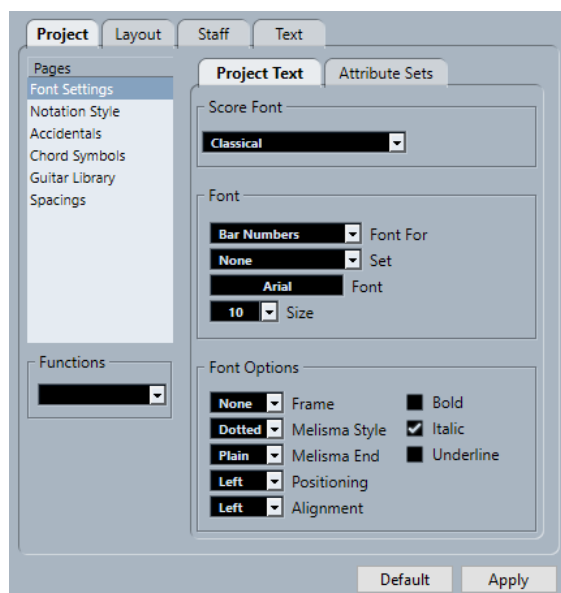 Project Layout Staff Text
Pages
Font Settings
Notation Style
Accidentals
Chord Symbols
Guitar Library
Spacings
Functions
Project Text Attribute Sets
Score Font
Classical
Font
Bar Numbers Font For
None Set
Arial Font
10 Size
Font Options
None Frame Bold
Dotted Melisma Style Italic
Plain Melisma End Underline
Left Positioning
Left Alignment
Default Apply